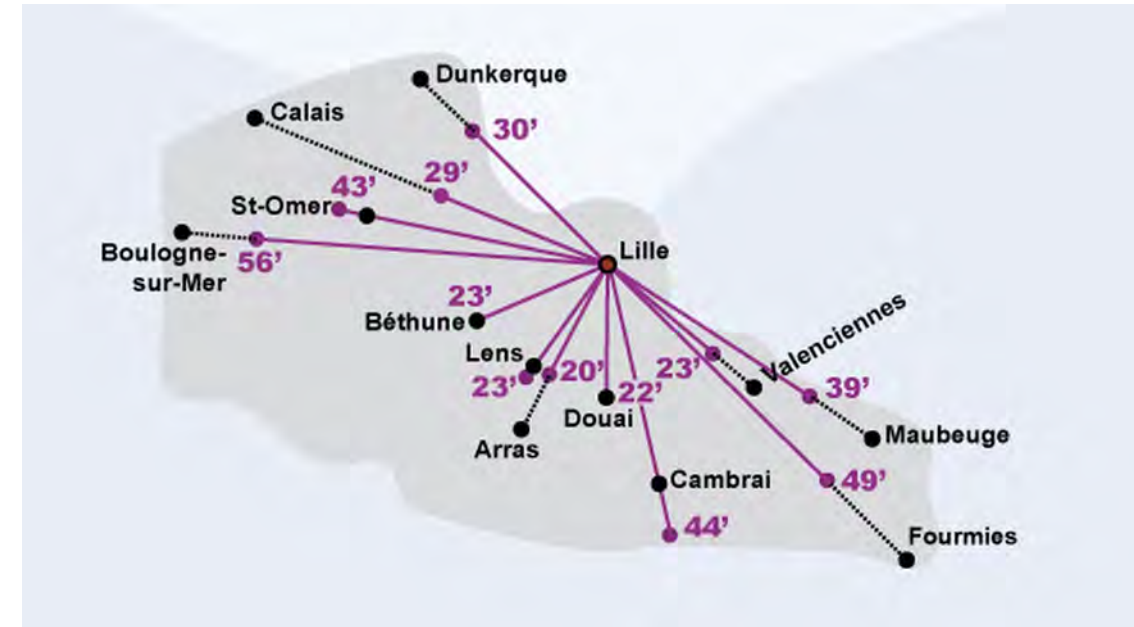 Dunkerque
30’
Calais
29’
43’
St-Omer
Lille
Boulogne-
sur-Mer
56’
23’
Béthune
Valenciennes
Lens
23’
20’
23’
22’
39’
Douai
Arras
Maubeuge
Cambrai
49’
44’
Fourmies